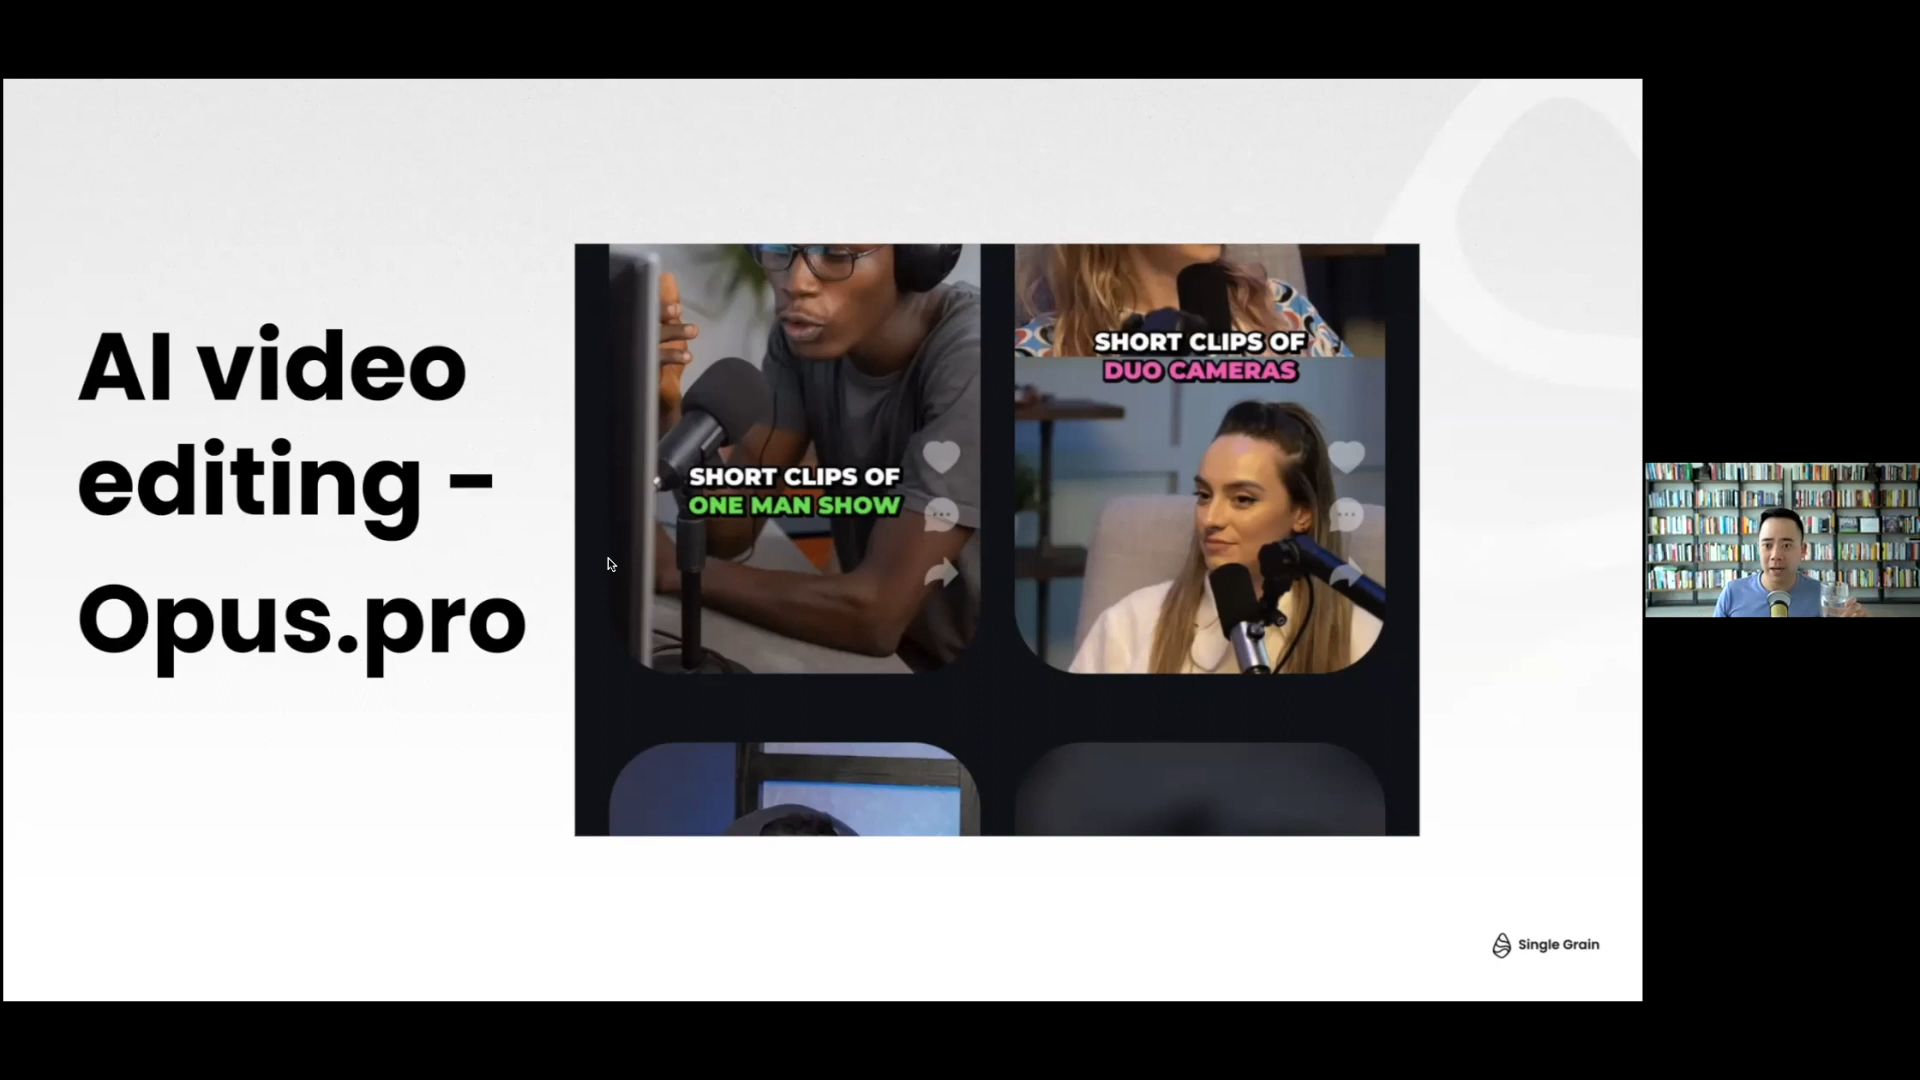 AI video
editing -
Opus.pro
SHORT CLIPS OF
ONE MAN SHOW
SHORT CLIPS OF
DUO CAMERAS
Single Grain